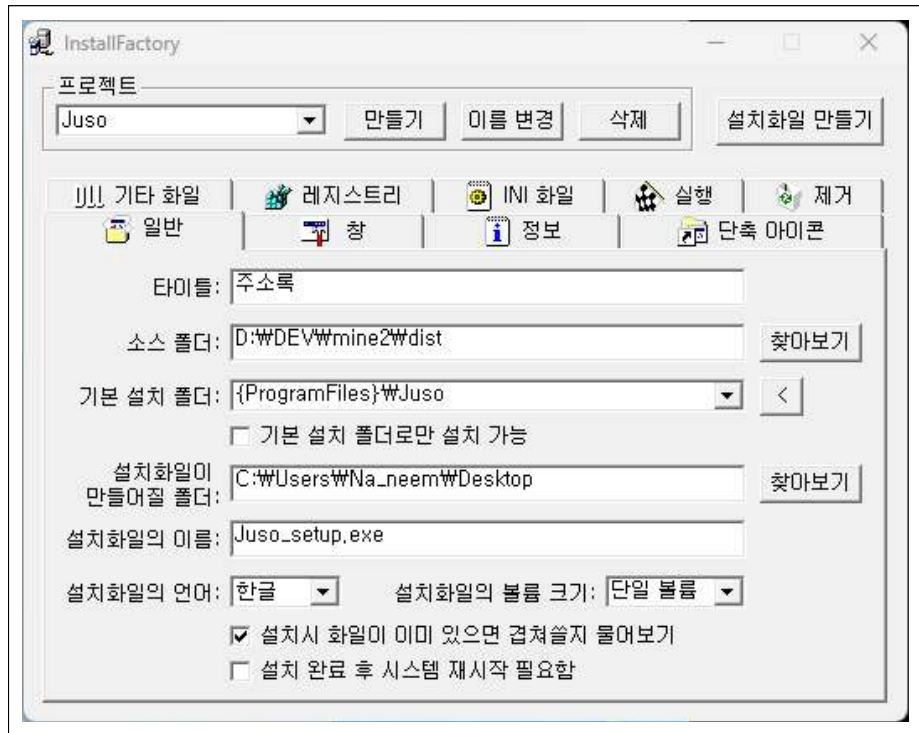 InstallFactory
프로젝트
Juso 만들기 이름 변경 삭제 설치화일 만들기
기타 화일 레지스트리 INI 화일 실행 제거
일반 창 정보 단축 아이콘
타이틀: 주소록
소스 폴더: D:₩DEV₩mine2₩dist 찾아보기
기본 설치 폴더: {ProgramFiles}₩Juso <
기본 설치 폴더로만 설치 가능
설치화일이
만들어질 폴더: C:₩Users₩Na_neem₩Desktop 찾아보기
설치화일의 이름: Juso_setup.exe
설치화일의 언어: 한글 설치화일의 볼륨 크기: 단일 볼륨
설치시 화일이 이미 있으면 겹쳐쓸지 물어보기
설치 완료 후 시스템 재시작 필요함